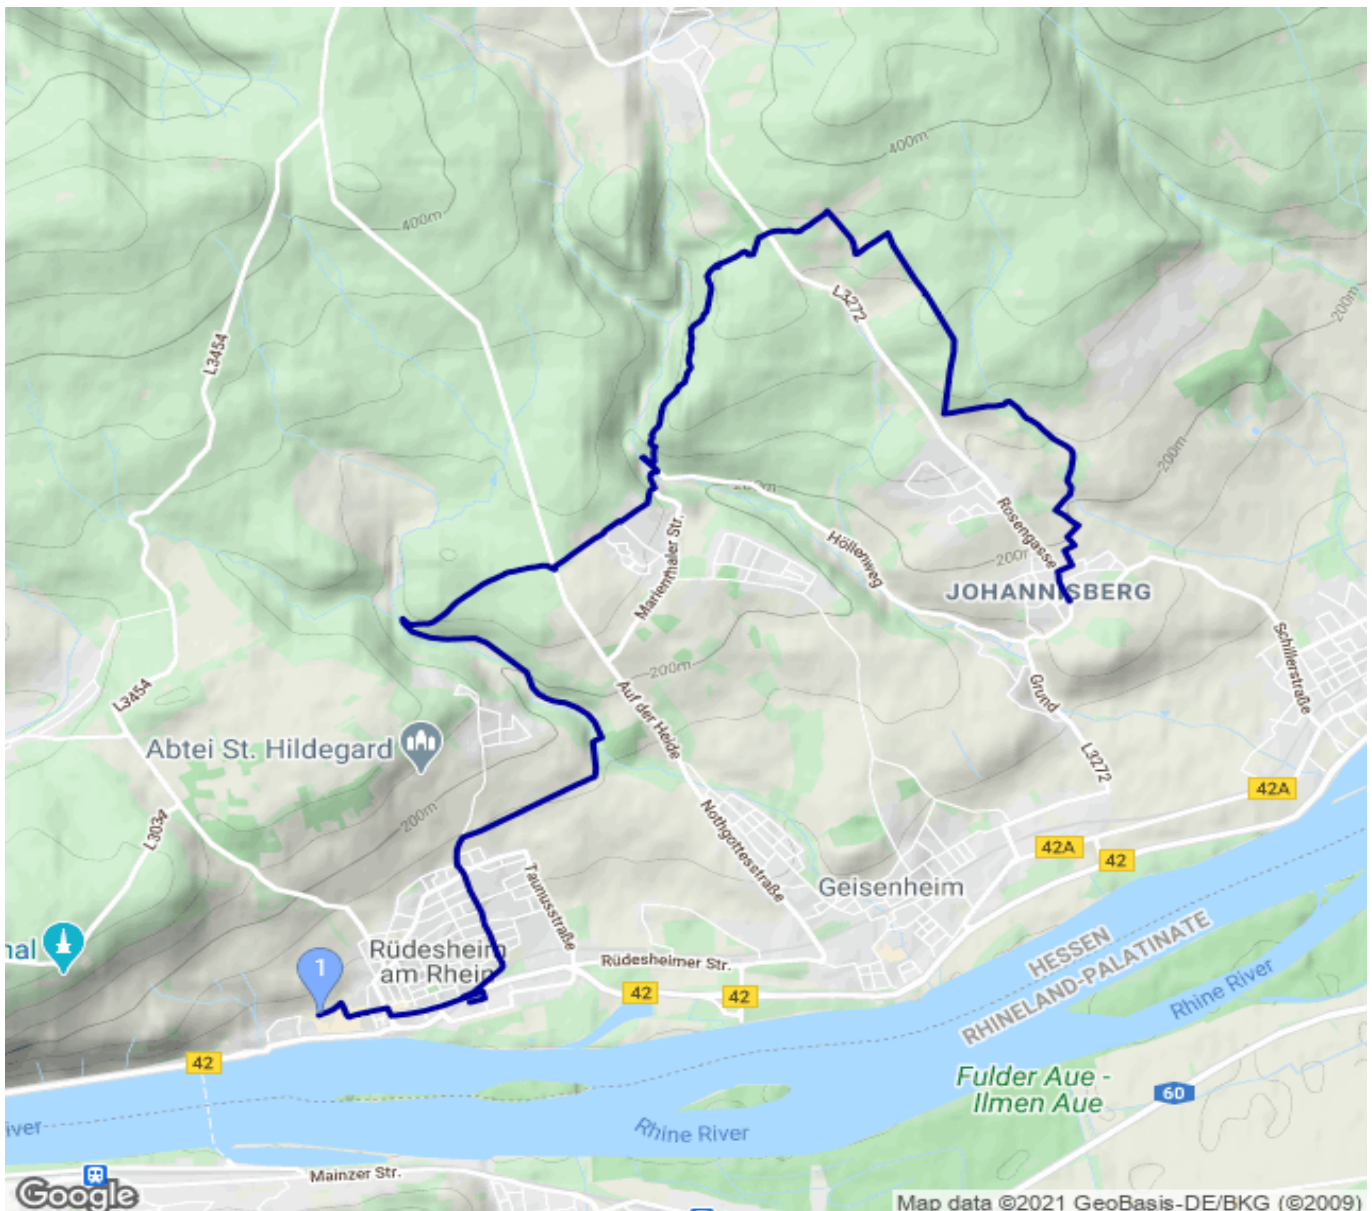 400m
400m
L3272
L3454
200m
200m
200m
Rosengasse
200m
Höllenweg
Marienthaler Str.
JOHANNISBERG
Schillerstraße
200m
Grund
L3454
Auf der Heide
Abtei St. Hildegard
L3272
42A
200m
Nothgottesstraße
L3034
42A
42
Taunusstraße
Geisenheim
nal
Rüdesheim
am Rhein
1
Rüdesheimer Str.
HESSEN
RHINELAND-PALATINATE
42
42
Rhine River
42
Fulder Aue -
Ilmen Aue
60
iver
Rhine River
Mainzer Str.
Google
Map data ©2021 GeoBasis-DE/BKG (©2009)